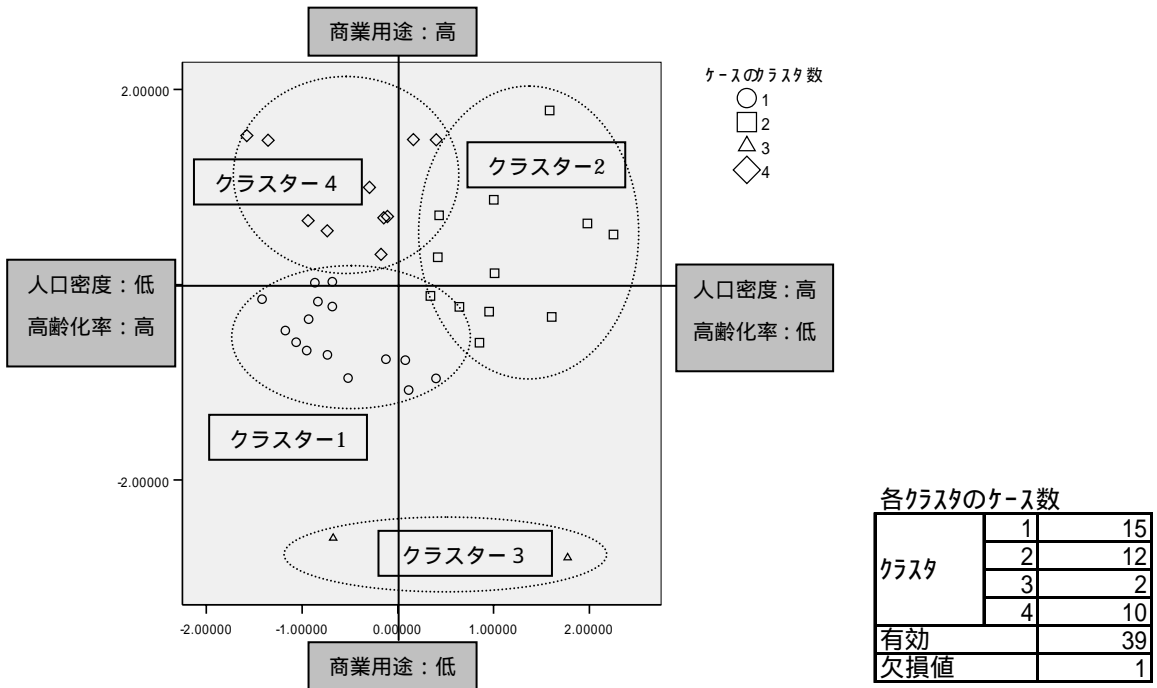 商業用途：高
ｹｰｽのｸﾗｽﾀ数
1
2
3
4
2.00000
クラスター４
クラスター2
人口密度：低
高齢化率：高
人口密度：高
高齢化率：低
クラスター1
-2.00000
クラスター３
-2.00000
-1.00000
0.00000
1.00000
2.00000
商業用途：低
各ｸﾗｽﾀのｹｰｽ数
ｸﾗｽﾀ 1 15
2 12
3 2
4 10
有効 39
欠損値 1